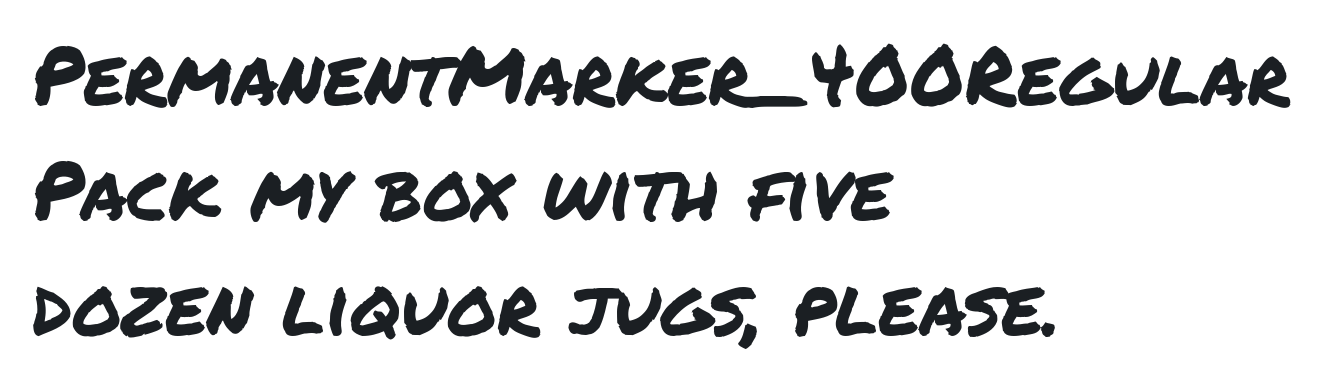 PermanentMarker_400Regular
Pack my box with five
dozen liquor jugs, please.